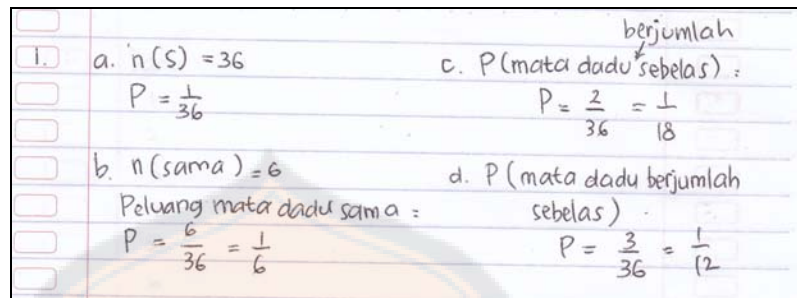 1. a. n(S) = 36
P = 1/36
b. n(sama) = 6
Peluang mata dadu sama :
P = 6/36 = 1/6
berjumlah
c. P(mata dadu sebelas) :
P = 2/36 = 1/18
d. P (mata dadu berjumlah
sebelas) .
P = 3/36 = 1/12